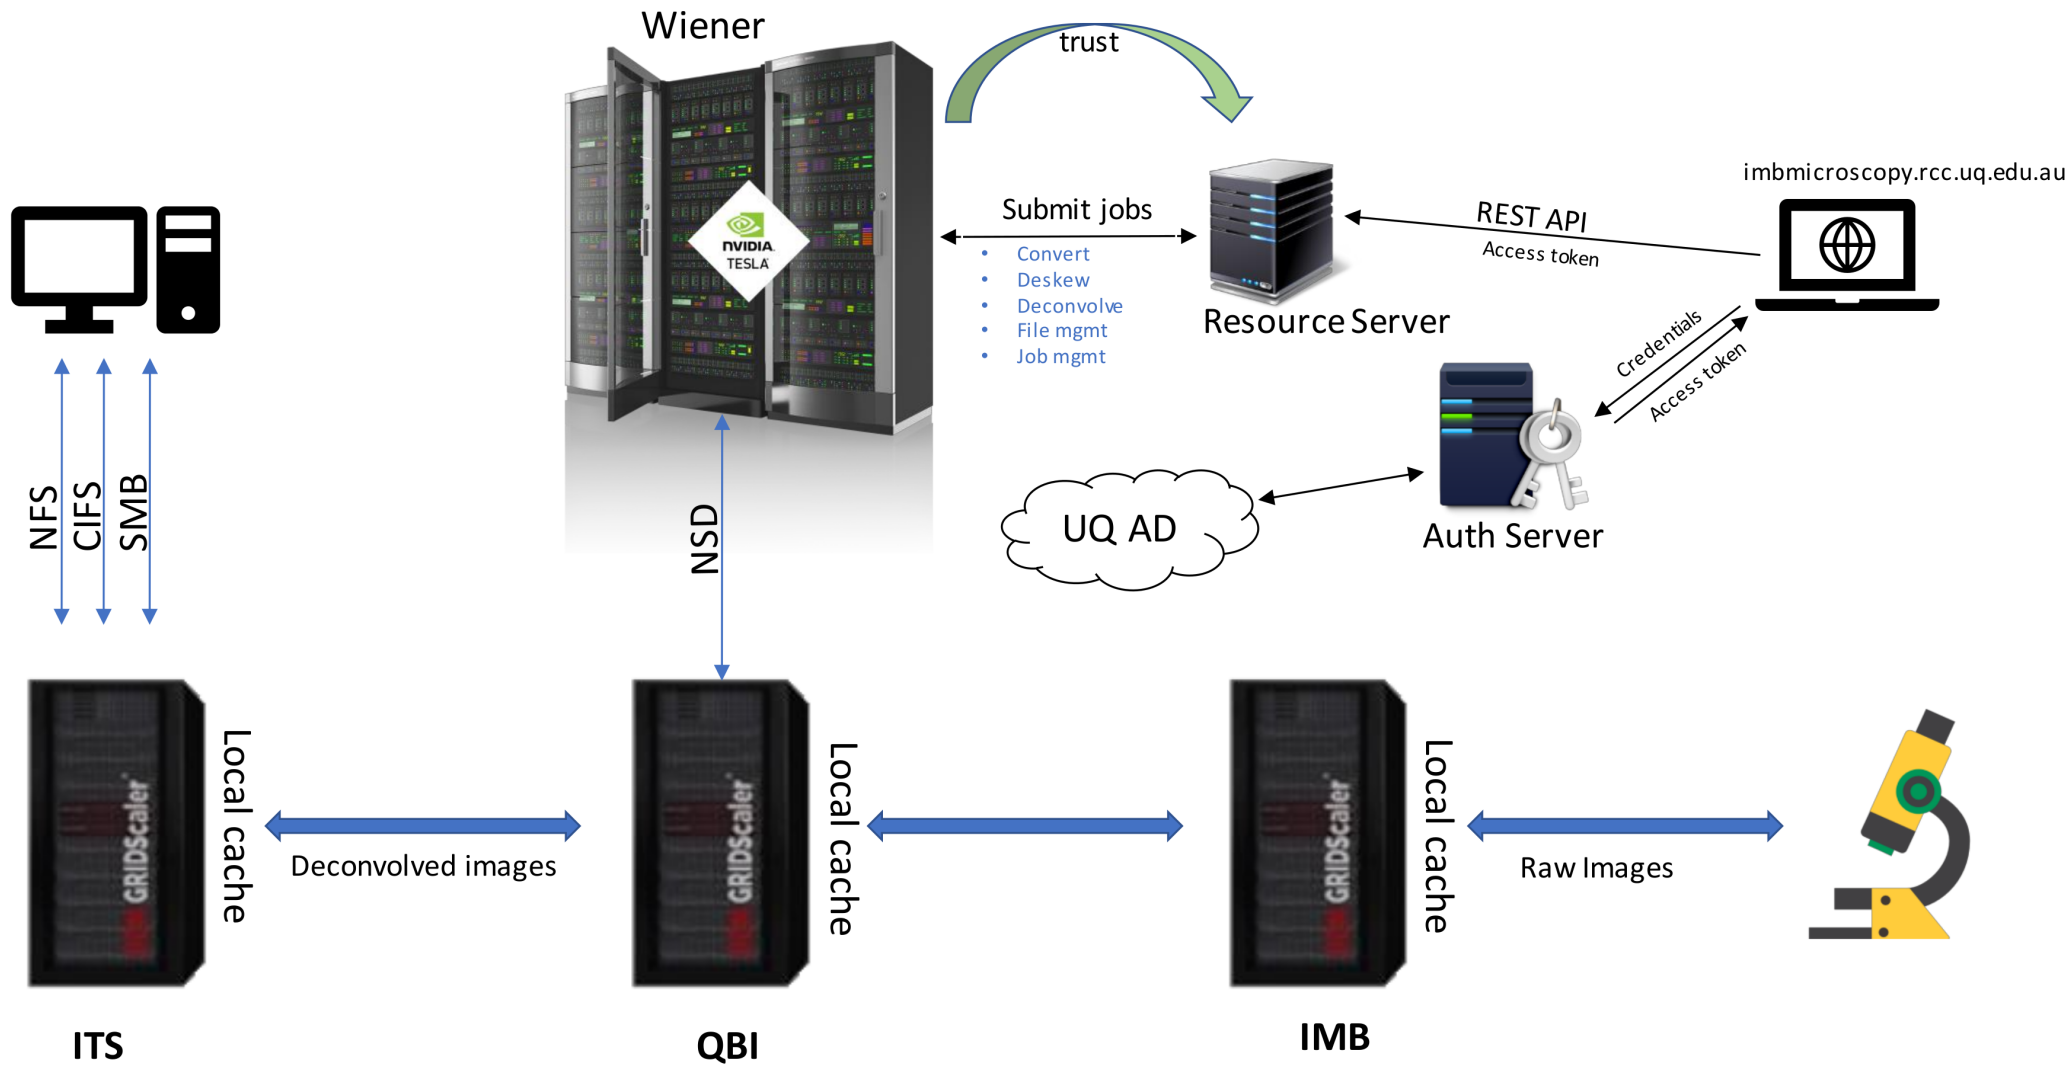 Wiener
trust
imbmicroscopy.rcc.uq.edu.au
NVIDIA.
TESLA
Submit jobs
• Convert
• Deskew
• Deconvolve
• File mgmt
• Job mgmt
REST API
Access token
Resource Server
Credentials
Access token
NFS
CIFS
SMB
NSD
UQ AD
Auth Server
GRIDScaler
Local cache
Deconvolved images
GRIDScaler
Local cache
GRIDScaler
Local cache
Raw Images
ITS
QBI
IMB